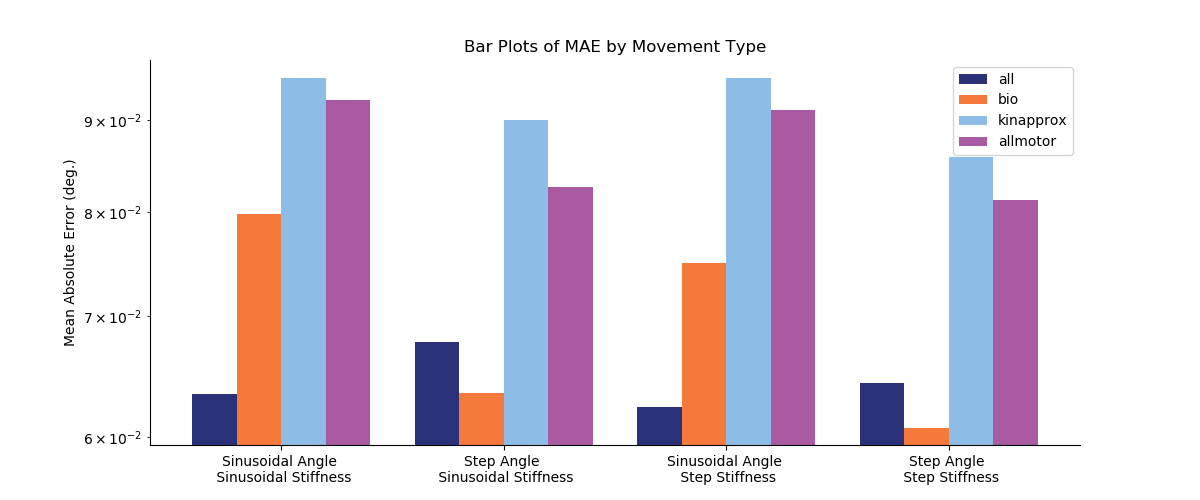 Bar Plots of MAE by Movement Type
Mean Absolute Error (deg.)
9 × 10⁻²
8 × 10⁻²
7 × 10⁻²
6 × 10⁻²
all
bio
kinapprox
allmotor
Sinusoidal Angle
Sinusoidal Stiffness
Step Angle
Sinusoidal Stiffness
Sinusoidal Angle
Step Stiffness
Step Angle
Step Stiffness